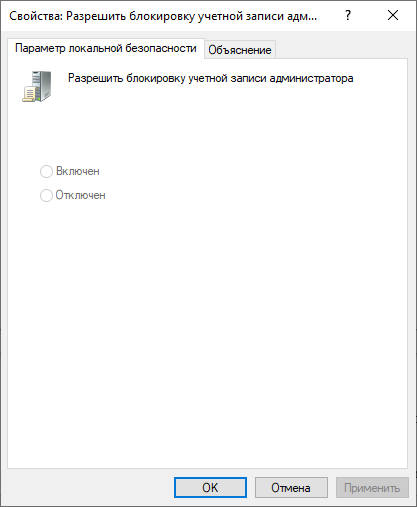 Свойства: Разрешить блокировку учетной записи адм...
Параметр локальной безопасности
Объяснение
Разрешить блокировку учетной записи администратора
Включен
Отключен
OK
Отмена
Применить